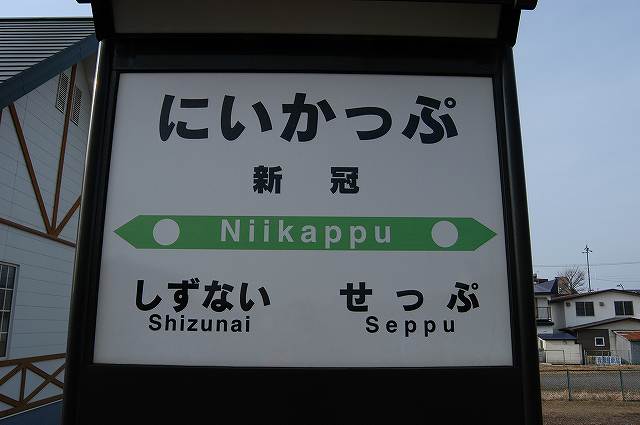 にいかっぷ
新冠
Niikappu
しずない せっぷ
Shizunai Seppu